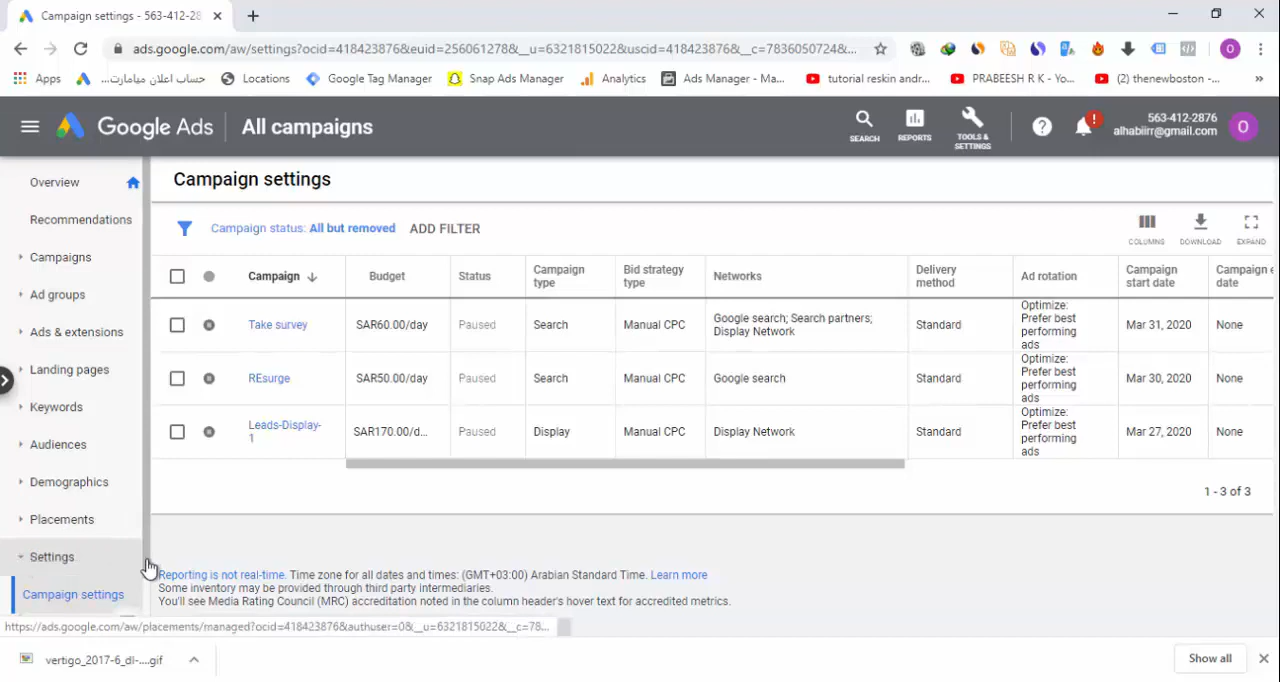 Campaign settings - 563-412-28
ads.google.com/aw/settings?ocid=418423876&euid=256061278&__u=6321815022&uscid=418423876&__c=7836050724&...
O
Apps
حساب اعلان ميامارت...
Locations
Google Tag Manager
Snap Ads Manager
Analytics
Ads Manager - Ma...
tutorial reskin andr...
PRABEESH R K - Yo...
(2) thenewboston -...
»
Google Ads
All campaigns
SEARCH
REPORTS
TOOLS & SETTINGS
?
!
563-412-2876
alhabiirr@gmail.com
O
Overview
Recommendations
Campaigns
Ad groups
Ads & extensions
Landing pages
Keywords
Audiences
Demographics
Placements
Settings
Campaign settings
Campaign settings
Campaign status: All but removed
ADD FILTER
COLUMNS
DOWNLOAD
EXPAND
Campaign Budget Status Campaign type Bid strategy type Networks Delivery method Ad rotation Campaign start date Campaign e date
Take survey SAR60.00/day Paused Search Manual CPC Google search; Search partners; Display Network Standard Optimize: Prefer best performing ads Mar 31, 2020 None
REsurge SAR50.00/day Paused Search Manual CPC Google search Standard Optimize: Prefer best performing ads Mar 30, 2020 None
Leads-Display-1 SAR170.00/d... Paused Display Manual CPC Display Network Standard Optimize: Prefer best performing ads Mar 27, 2020 None
1 - 3 of 3
Reporting is not real-time. Time zone for all dates and times: (GMT+03:00) Arabian Standard Time. Learn more
Some inventory may be provided through third party intermediaries.
You'll see Media Rating Council (MRC) accreditation noted in the column header's hover text for accredited metrics.
https://ads.google.com/aw/placements/managed?ocid=418423876&authuser=0&__u=6321815022&__c=78...
vertigo_2017-6_dl-....gif
Show all